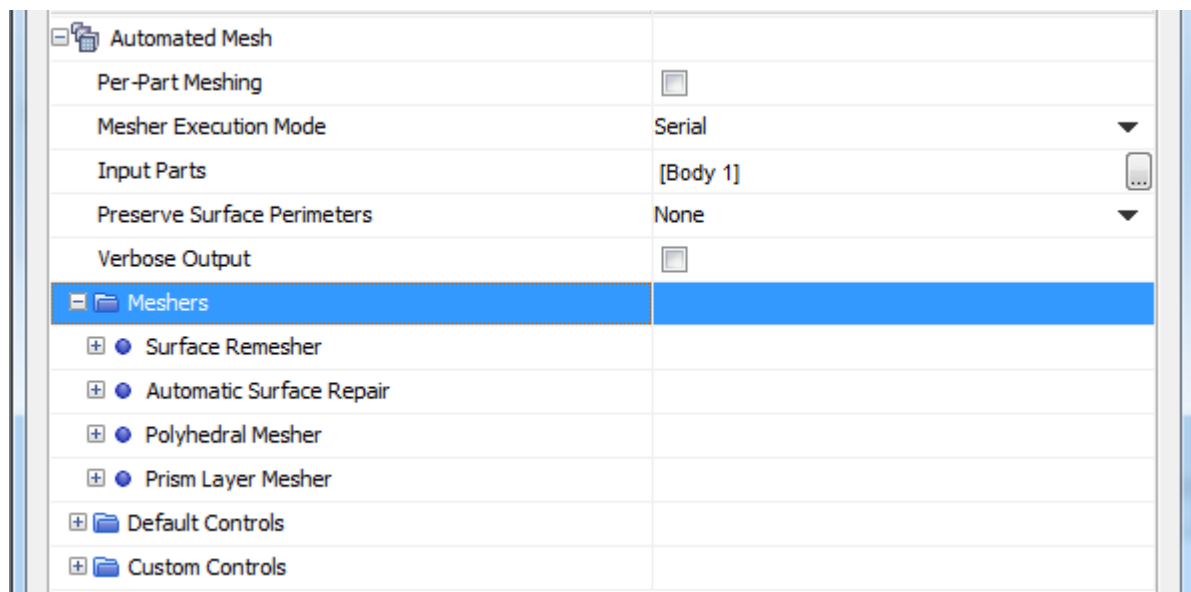 Automated Mesh
Per-Part Meshing
Mesher Execution Mode Serial
Input Parts [Body 1] ...
Preserve Surface Perimeters None
Verbose Output
Meshers
Surface Remesher
Automatic Surface Repair
Polyhedral Mesher
Prism Layer Mesher
Default Controls
Custom Controls